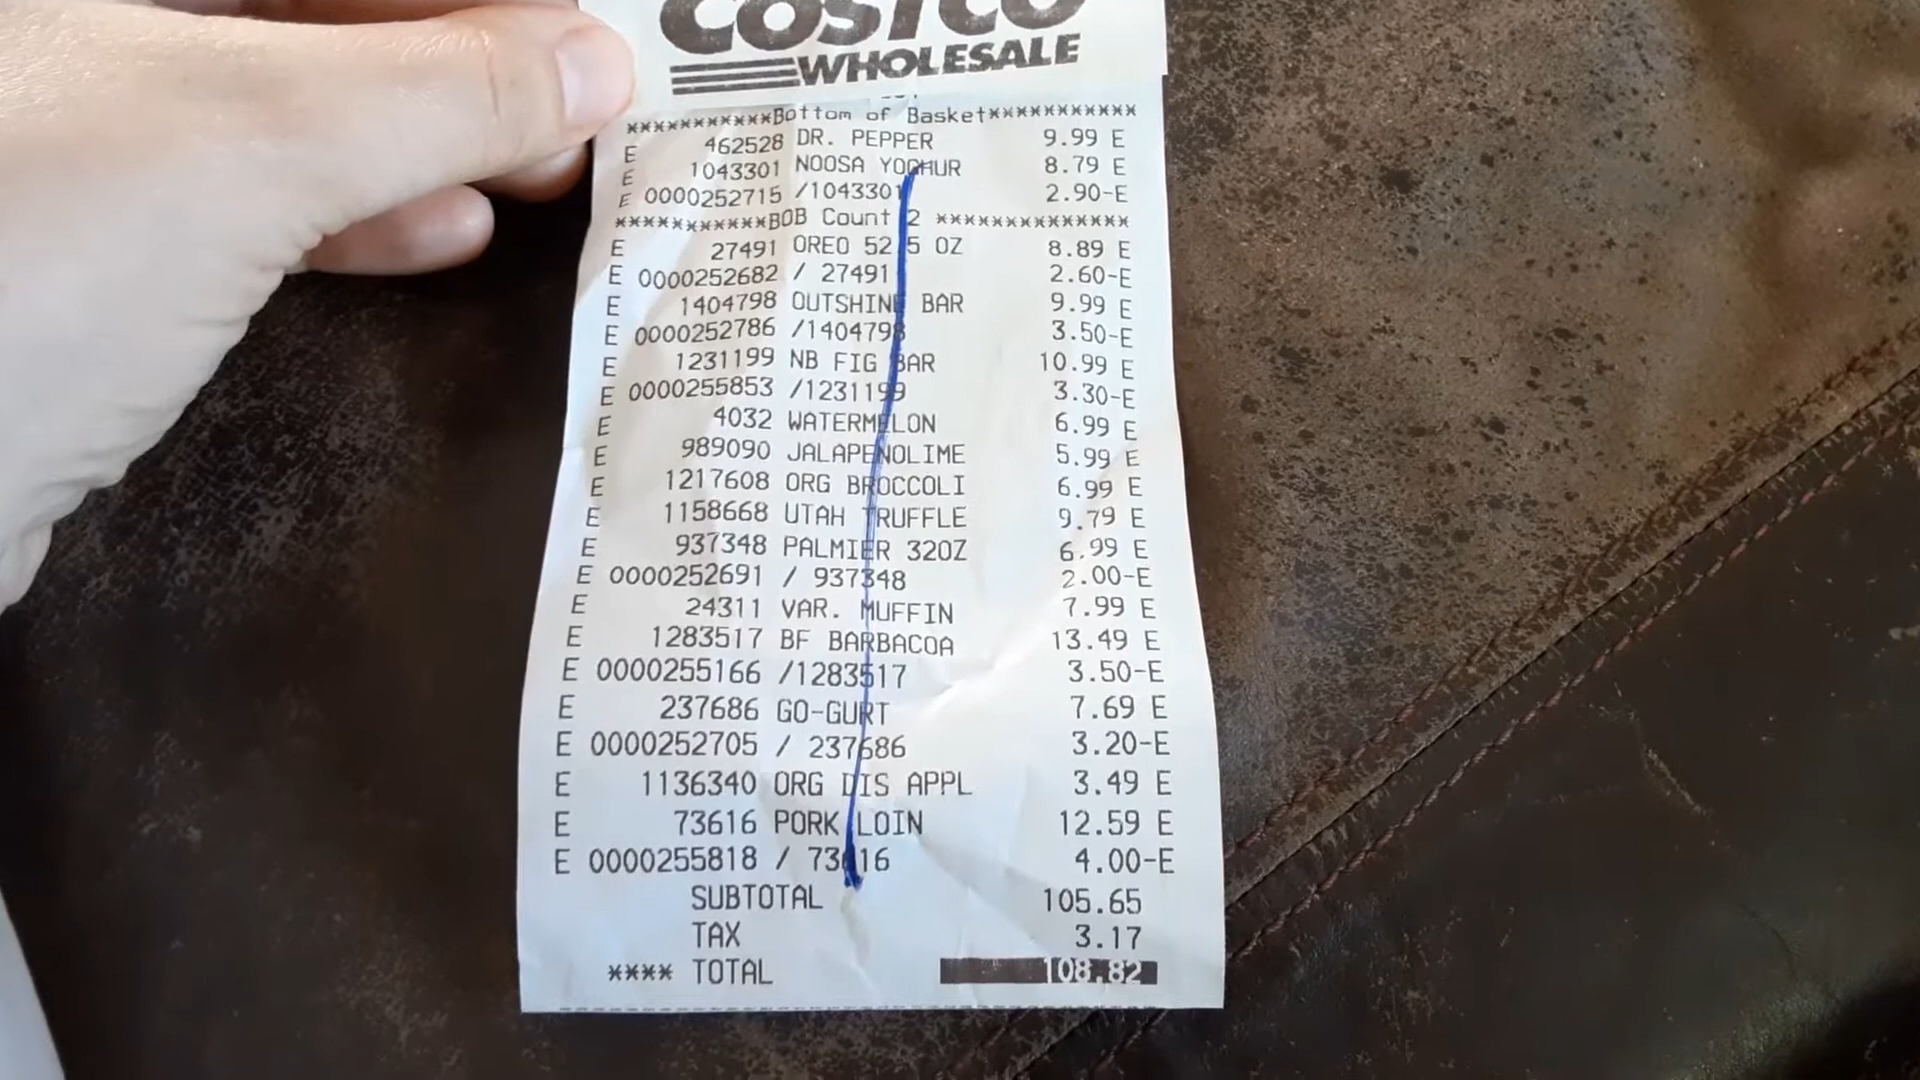 COSTCO
WHOLESALE
***********Bottom of Basket***********
E 462528 DR. PEPPER 9.99 E
E 1043301 NOOSA YOGHUR 8.79 E
E 0000252715 /1043301 2.90-E
***********BOB Count 2 *************
E 27491 OREO 52.5 OZ 8.89 E
E 0000252682 / 27491 2.60-E
E 1404798 OUTSHINE BAR 9.99 E
E 0000252786 /1404798 3.50-E
E 1231199 NB FIG BAR 10.99 E
E 0000255853 /1231199 3.30-E
E 4032 WATERMELON 6.99 E
E 989090 JALAPENOLIME 5.99 E
E 1217608 ORG BROCCOLI 6.99 E
E 1158668 UTAH TRUFFLE 9.79 E
E 937348 PALMIER 32OZ 6.99 E
E 0000252691 / 937348 2.00-E
E 24311 VAR. MUFFIN 7.99 E
E 1283517 BF BARBACOA 13.49 E
E 0000255166 /1283517 3.50-E
E 237686 GO-GURT 7.69 E
E 0000252705 / 237686 3.20-E
E 1136340 ORG DIS APPL 3.49 E
E 73616 PORK LOIN 12.59 E
E 0000255818 / 73616 4.00-E
SUBTOTAL 105.65
TAX 3.17
**** TOTAL 108.82